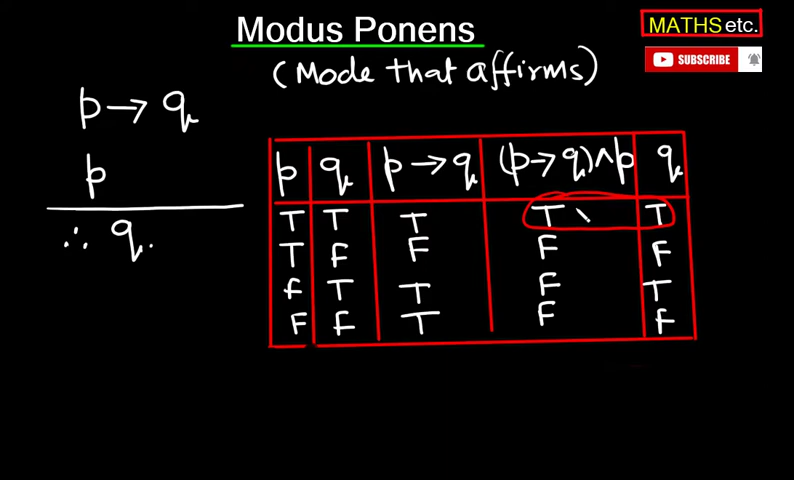 Modus Ponens
MATHS etc.
SUBSCRIBE
(Mode that affirms)
p → q
p
∴ q.
p q p → q (p → q) ∧ p q
T T T T T
T F F F F
F T T F T
F F T F F